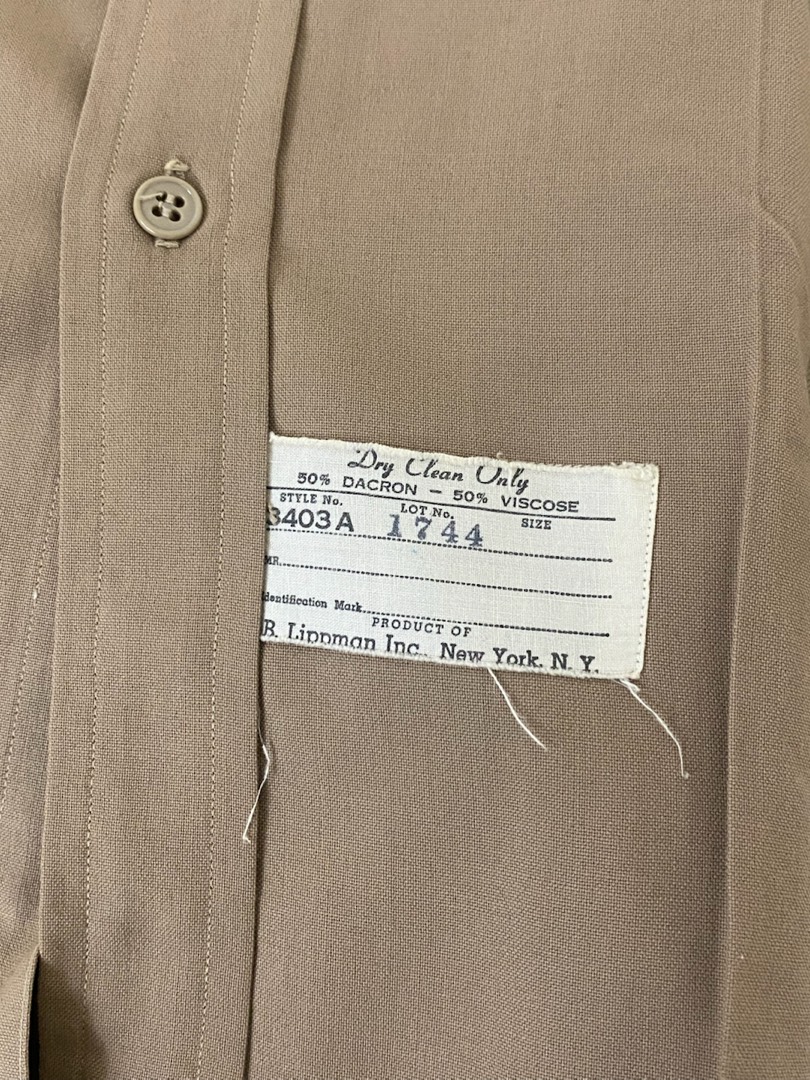 Dry Clean Only
50% DACRON — 50% VISCOSE
STYLE No. LOT No. SIZE
3403A 1744
MR.
Identification Mark
PRODUCT OF
B. Lippman Inc., New York, N. Y.